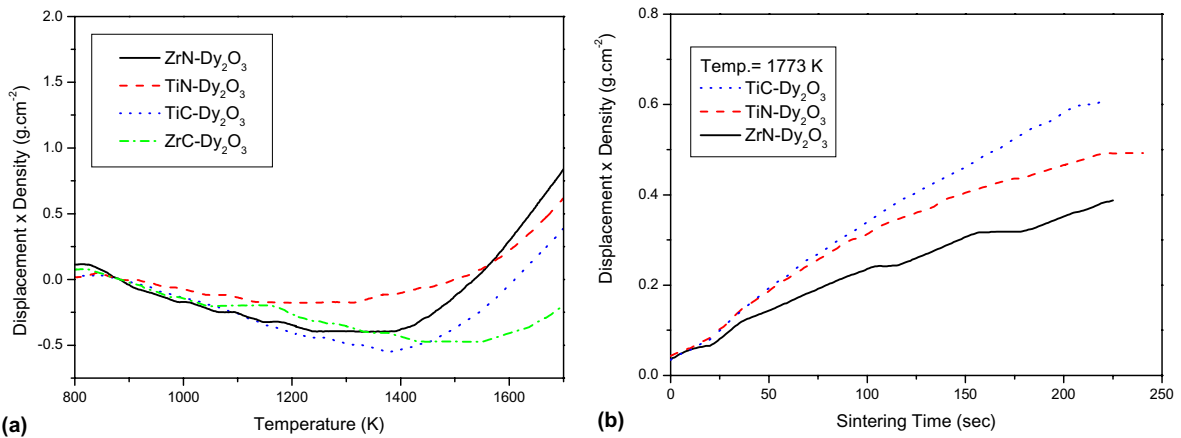 2.0
1.5
1.0
0.5
0.0
-0.5
Displacement x Density (g.cm⁻²)
ZrN-Dy₂O₃
TiN-Dy₂O₃
TiC-Dy₂O₃
ZrC-Dy₂O₃
800 1000 1200 1400 1600
Temperature (K)
(a)
0.8
0.6
0.4
0.2
0.0
Displacement x Density (g.cm⁻²)
Temp.= 1773 K
TiC-Dy₂O₃
TiN-Dy₂O₃
ZrN-Dy₂O₃
0 50 100 150 200 250
Sintering Time (sec)
(b)